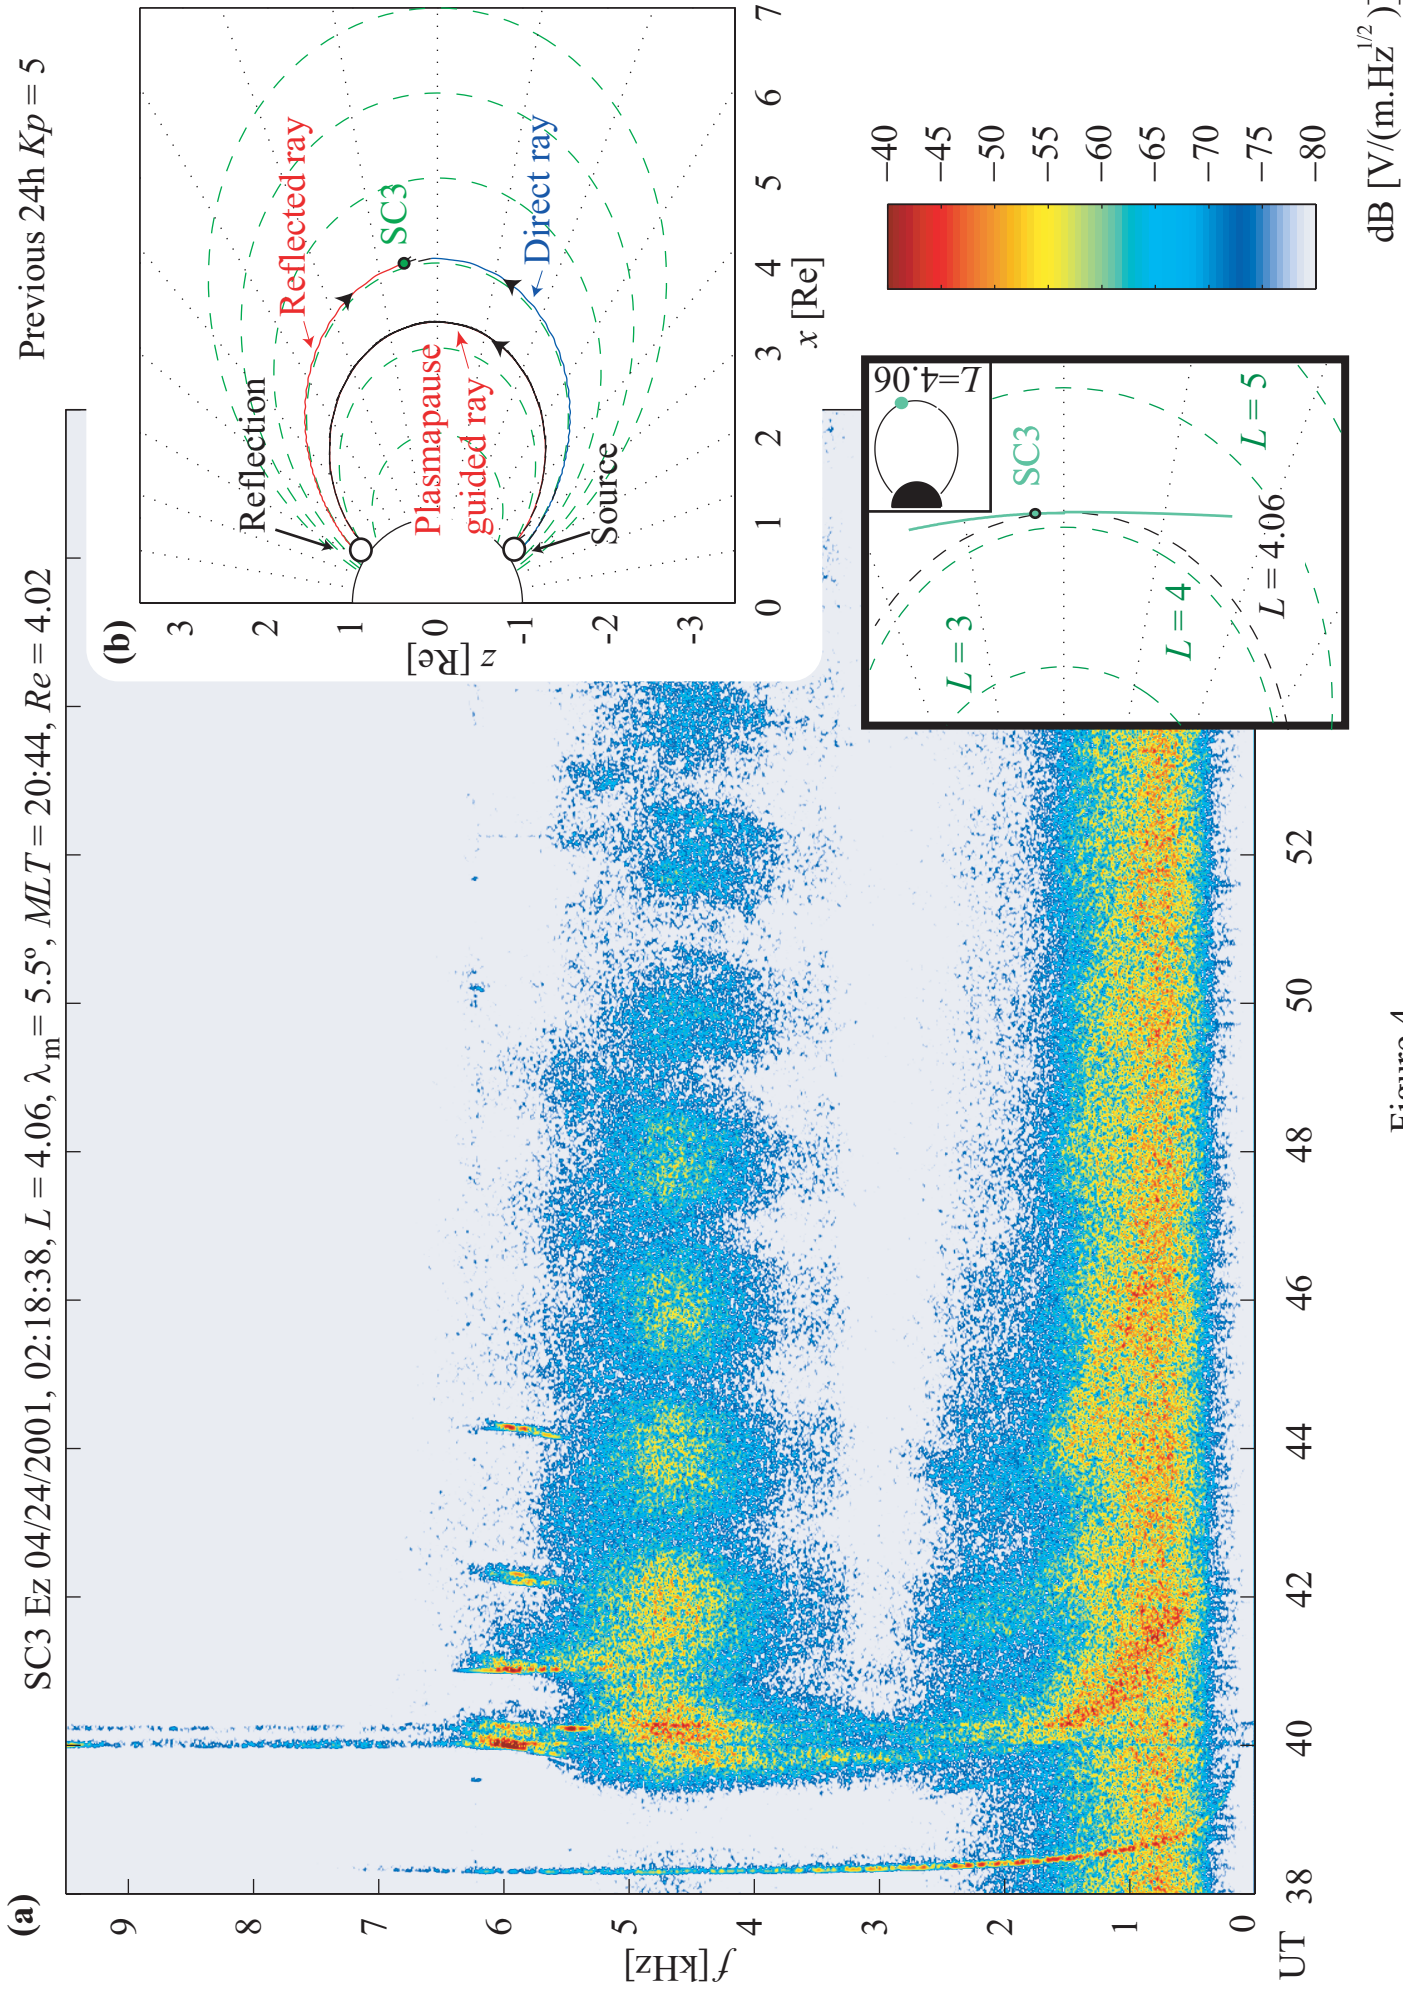 Previous 24h Kp = 5
(a)
SC3 Ez 04/24/2001, 02:18:38, L = 4.06, λm = 5.5º, MLT = 20:44, Re = 4.02
f [kHz]
9
8
7
6
5
4
3
2
1
0
UT
38
40
42
44
46
48
50
52
(b)
z [Re]
3
2
1
0
-1
-2
-3
0
1
2
3
4
5
6
7
x [Re]
Reflection
Reflected ray
SC3
Plasmapause
guided ray
Direct ray
Source
L=4.06
SC3
L = 3
L = 4
L = 4.06
L = 5
−40
−45
−50
−55
−60
−65
−70
−75
−80
dB [V/(m.Hz1/2)]